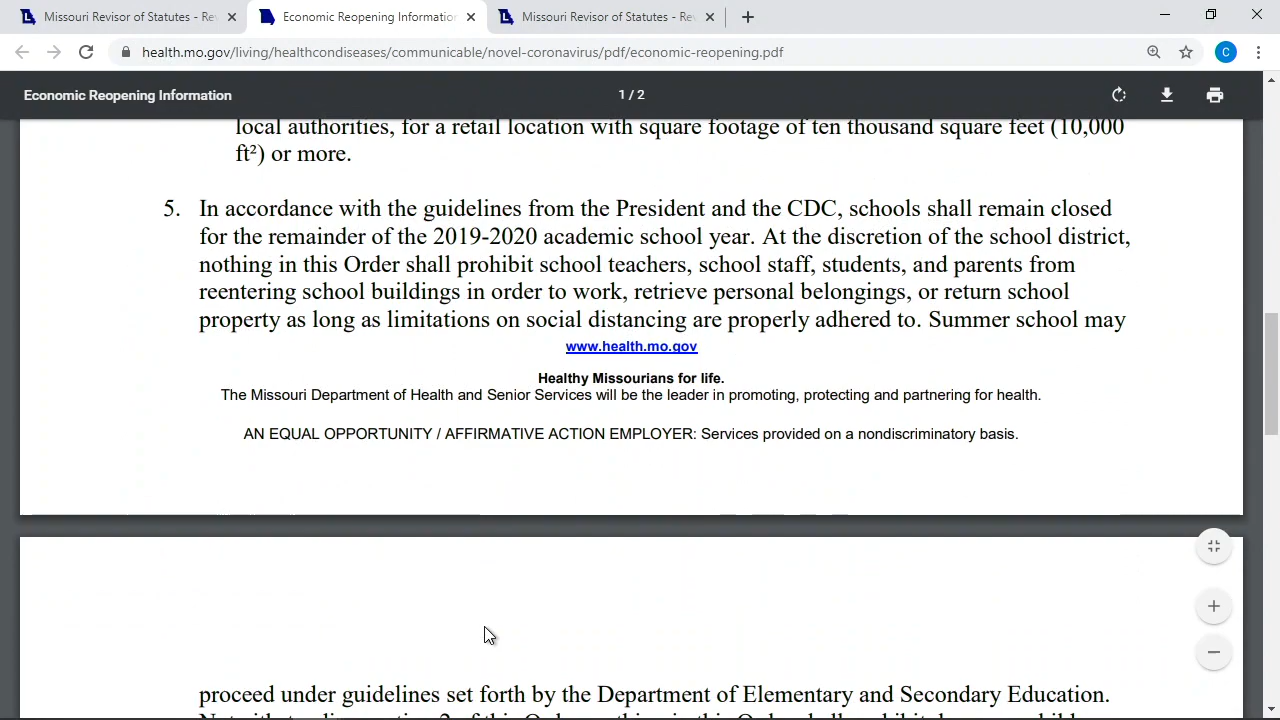 Missouri Revisor of Statutes - Rev
Economic Reopening Information
Missouri Revisor of Statutes - Rev
health.mo.gov/living/healthcondiseases/communicable/novel-coronavirus/pdf/economic-reopening.pdf
C
Economic Reopening Information
1 / 2
local authorities, for a retail location with square footage of ten thousand square feet (10,000
ft²) or more.
5. In accordance with the guidelines from the President and the CDC, schools shall remain closed
for the remainder of the 2019-2020 academic school year. At the discretion of the school district,
nothing in this Order shall prohibit school teachers, school staff, students, and parents from
reentering school buildings in order to work, retrieve personal belongings, or return school
property as long as limitations on social distancing are properly adhered to. Summer school may
www.health.mo.gov
Healthy Missourians for life.
The Missouri Department of Health and Senior Services will be the leader in promoting, protecting and partnering for health.
AN EQUAL OPPORTUNITY / AFFIRMATIVE ACTION EMPLOYER: Services provided on a nondiscriminatory basis.
proceed under guidelines set forth by the Department of Elementary and Secondary Education.